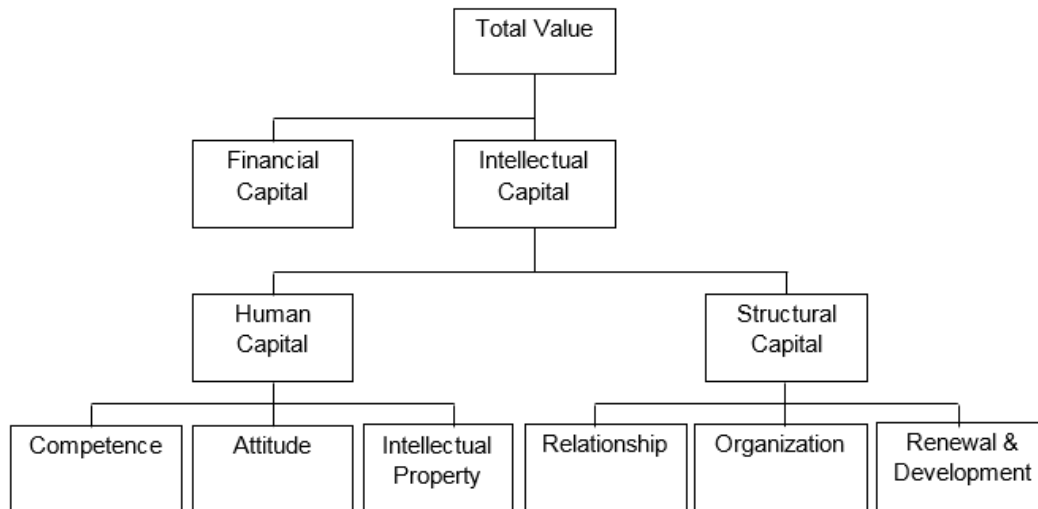 Total Value
Financial
Capital
Intellectual
Capital
Human
Capital
Structural
Capital
Competence
Attitude
Intellectual
Property
Relationship
Organization
Renewal &
Development